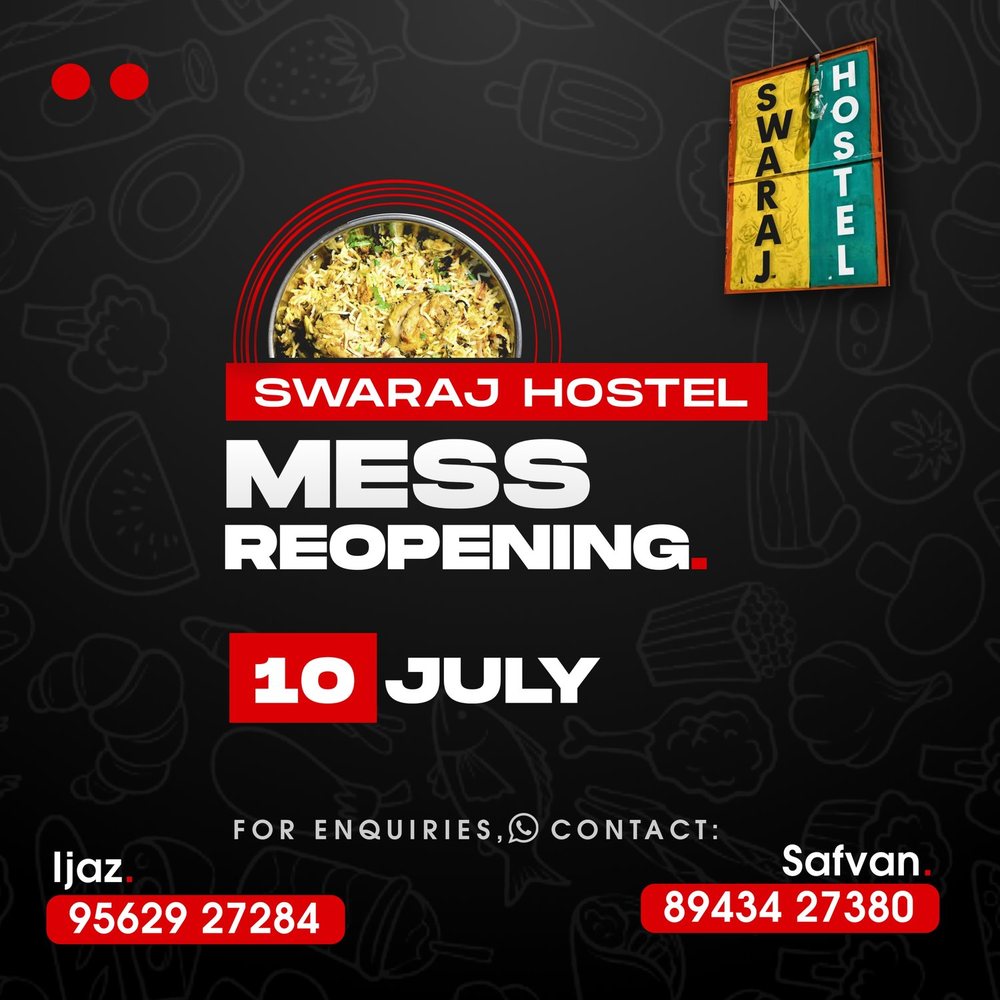 SWARAJ
HOSTEL
SWARAJ HOSTEL
MESS
REOPENING.
10 JULY
FOR ENQUIRIES, CONTACT:
Ijaz.
95629 27284
Safvan.
89434 27380